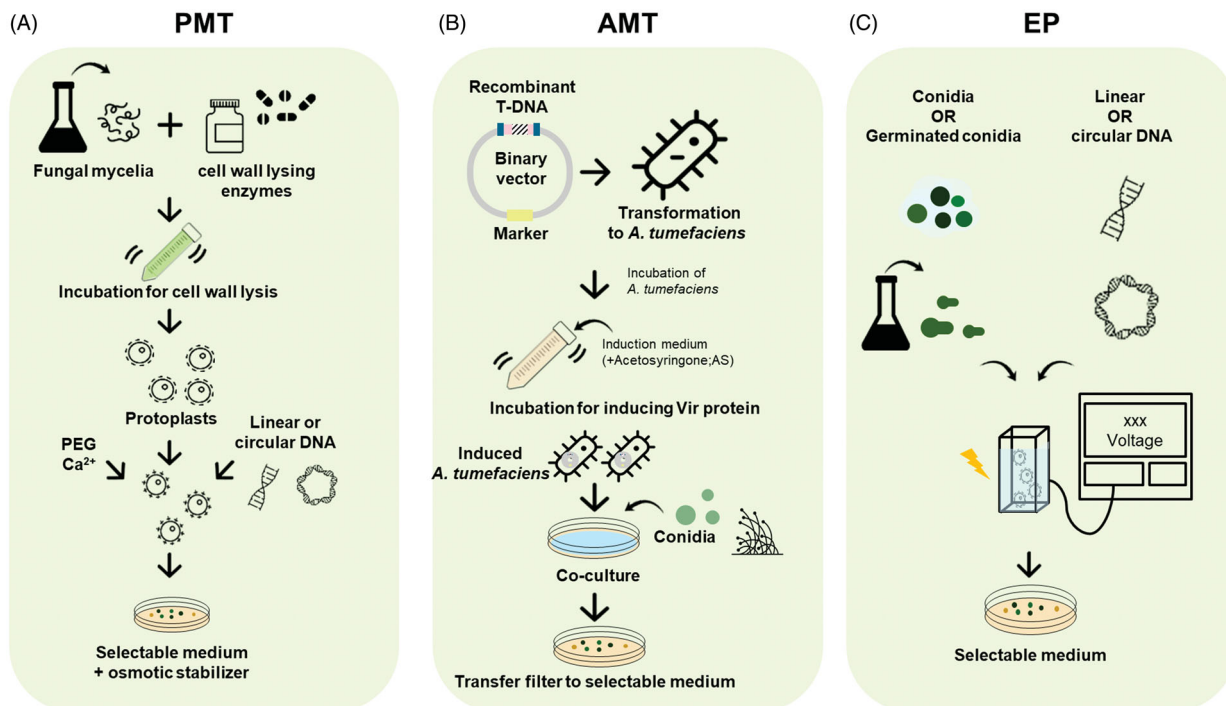 (A)
PMT
Fungal mycelia
+
cell wall lysing
enzymes
Incubation for cell wall lysis
Protoplasts
PEG
Ca²⁺
Linear or
circular DNA
Selectable medium
+ osmotic stabilizer
(B)
AMT
Recombinant
T-DNA
Binary
vector
Marker
Transformation
to A. tumefaciens
Incubation of
A. tumefaciens
Induction medium
(+Acetosyringone;AS)
Incubation for inducing Vir protein
Induced
A. tumefaciens
Conidia
Co-culture
Transfer filter to selectable medium
(C)
EP
Conidia
OR
Germinated conidia
Linear
OR
circular DNA
xxx
Voltage
Selectable medium